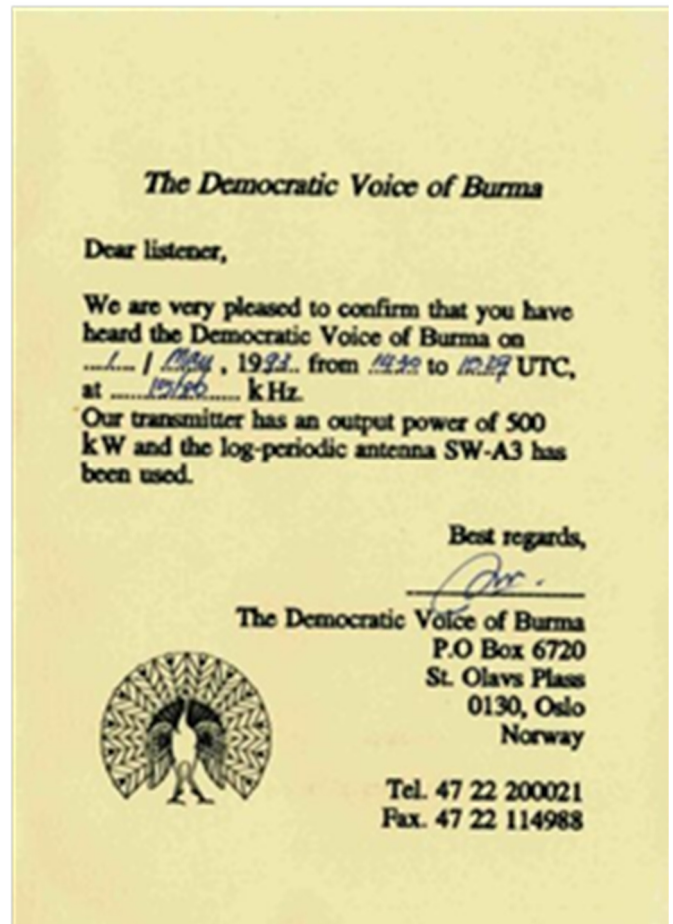 The Democratic Voice of Burma
Dear listener,
We are very pleased to confirm that you have
heard the Democratic Voice of Burma on
.../... / May , 199... from ...... to ...... UTC,
at ............ kHz.
Our transmitter has an output power of 500
kW and the log-periodic antenna SW-A3 has
been used.
Best regards,
The Democratic Voice of Burma
P.O Box 6720
St. Olavs Plass
0130, Oslo
Norway
Tel. 47 22 200021
Fax. 47 22 114988